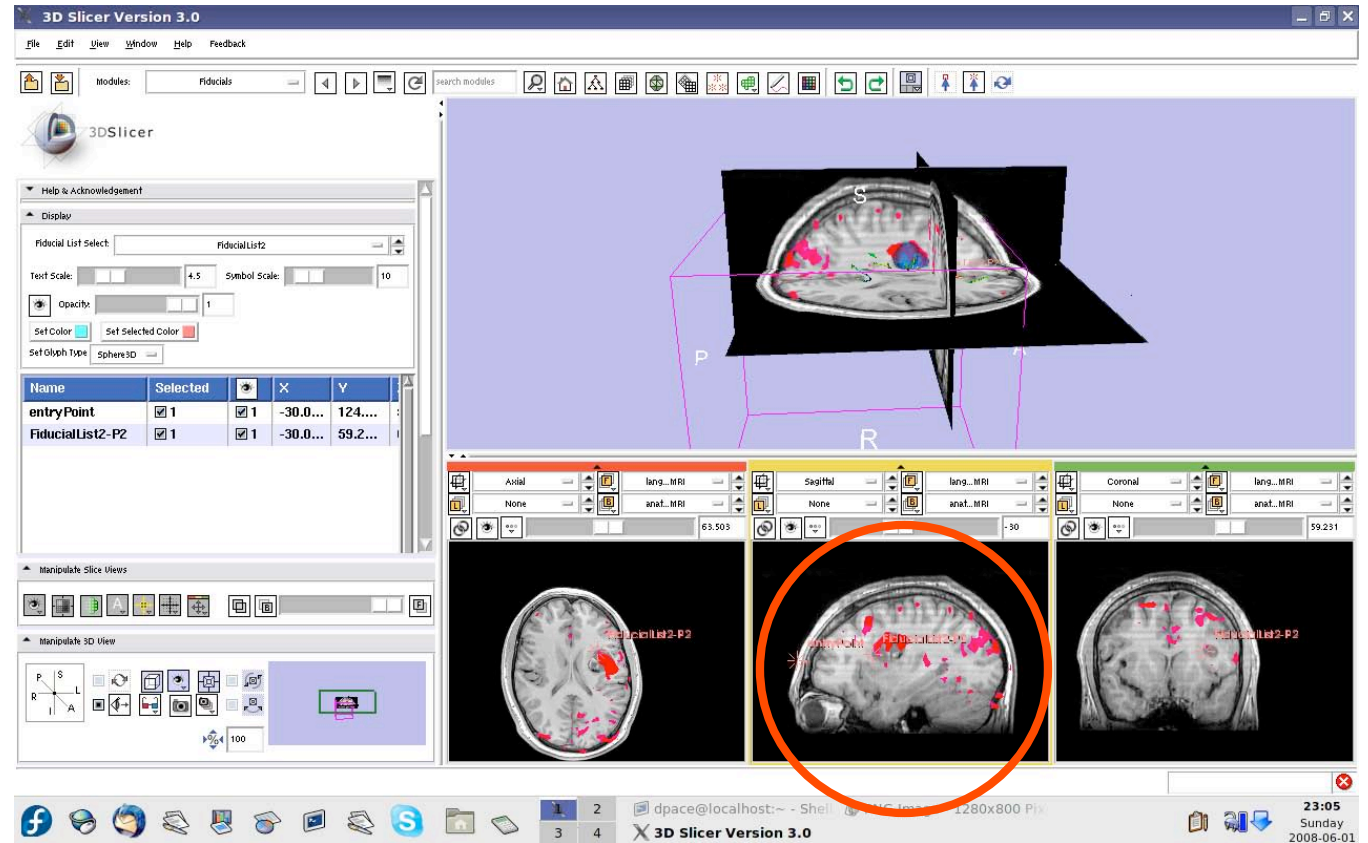 3D Slicer Version 3.0
File Edit View Window Help Feedback
Modules: Fiducials search modules
3DSlicer
Help & Acknowledgement
Display
Fiducial List Select: FiducialList2
Text Scale: 4.5 Symbol Scale: 10
Opacity: 1
Set Color Set Selected Color
Set Glyph Type Sphere3D
Name Selected X Y
entryPoint 1 1 -30.0... 124....
FiducialList2-P2 1 1 -30.0... 59.2...
Manipulate Slice Views
Manipulate 3D View
P S
R L
I A
100
S
P
A
R
Axial lang...MRI
None anat...MRI
63.503
FiducialList2-P2
Sagittal lang...MRI
None anat...MRI
-30
entryPoint FiducialList2-P2
Coronal lang...MRI
None anat...MRI
59.231
FiducialList2-P2
1 2
3 4
dpace@localhost:~ - Shell PNG Image - 1280x800 Pix
3D Slicer Version 3.0
23:05
Sunday
2008-06-01